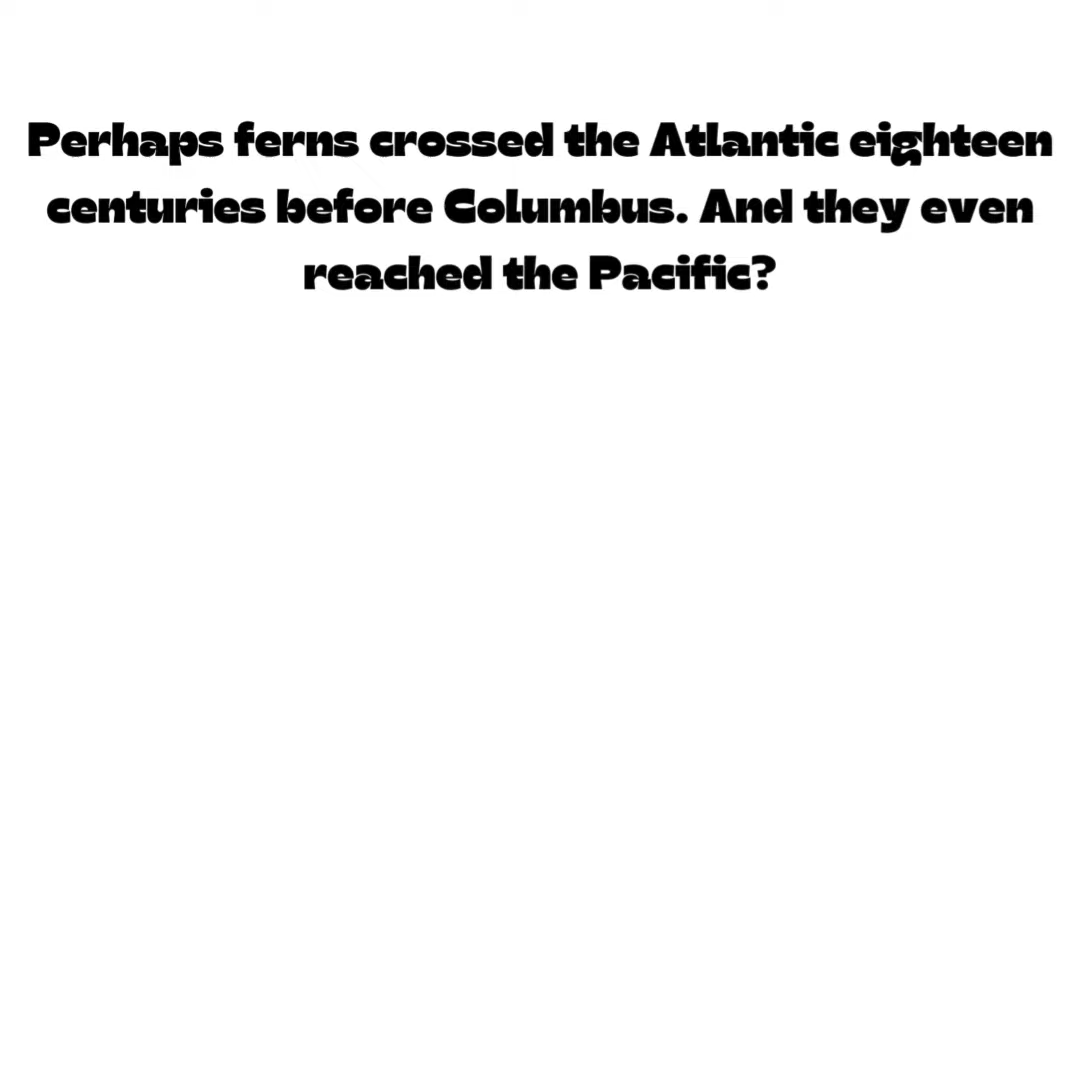 Perhaps ferns crossed the Atlantic eighteen
centuries before Columbus. And they even
reached the Pacific?